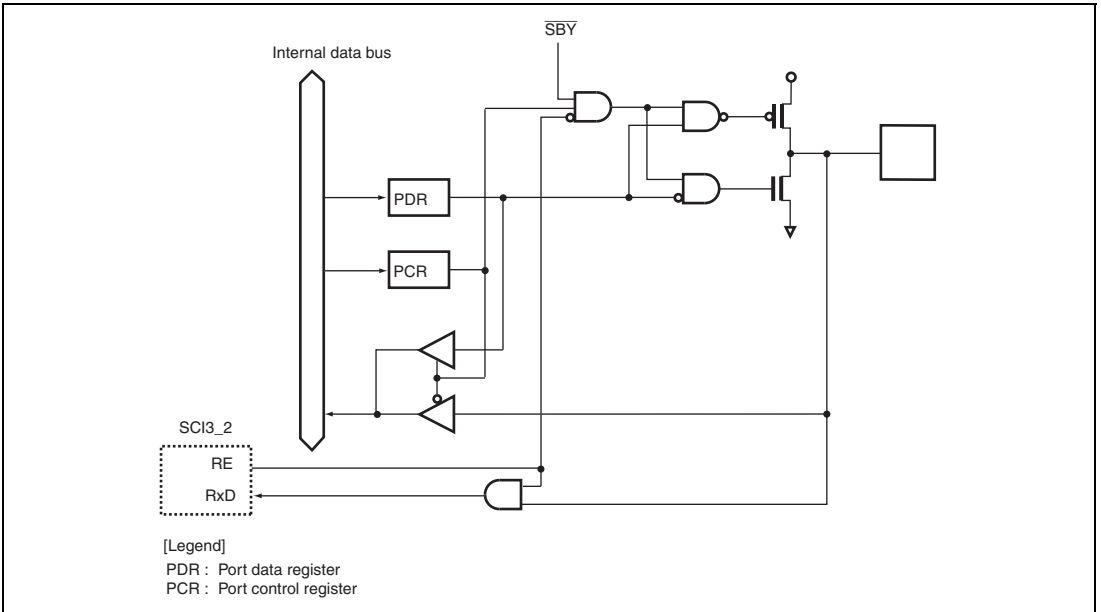 SBY
Internal data bus
PDR
PCR
SCI3_2
RE
RxD
[Legend]
PDR : Port data register
PCR : Port control register